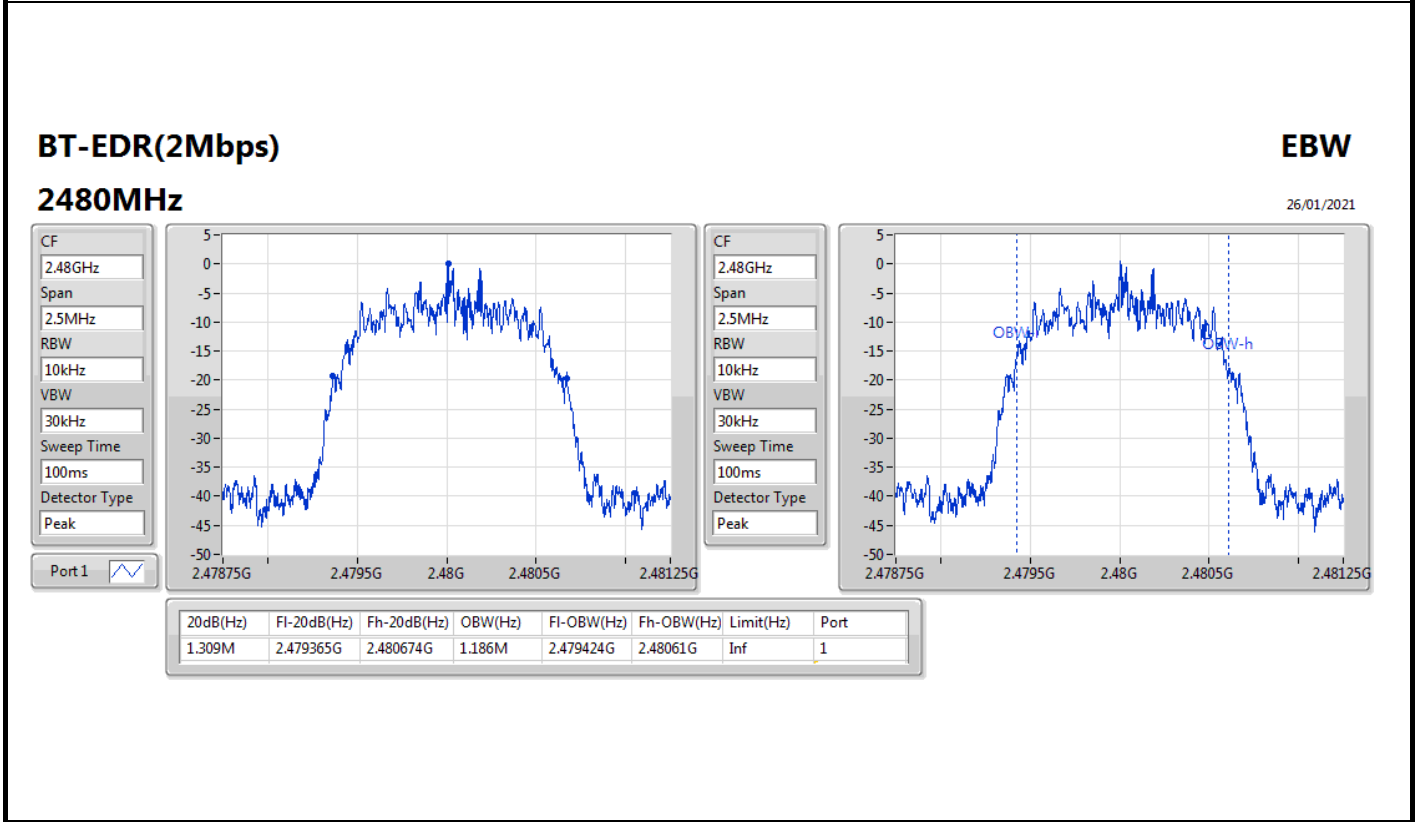 BT-EDR(2Mbps)
EBW
2480MHz
26/01/2021
CF
2.48GHz
Span
2.5MHz
RBW
10kHz
VBW
30kHz
Sweep Time
100ms
Detector Type
Peak
Port 1
5
0
-5
-10
-15
-20
-25
-30
-35
-40
-45
-50
2.47875G 2.4795G 2.48G 2.4805G 2.48125G
CF
2.48GHz
Span
2.5MHz
RBW
10kHz
VBW
30kHz
Sweep Time
100ms
Detector Type
Peak
5
0
-5
-10
-15
-20
-25
-30
-35
-40
-45
-50
OBW-l
OBW-h
2.47875G 2.4795G 2.48G 2.4805G 2.48125G
20dB(Hz) Fl-20dB(Hz) Fh-20dB(Hz) OBW(Hz) Fl-OBW(Hz) Fh-OBW(Hz) Limit(Hz) Port
1.309M 2.479365G 2.480674G 1.186M 2.479424G 2.48061G Inf 1